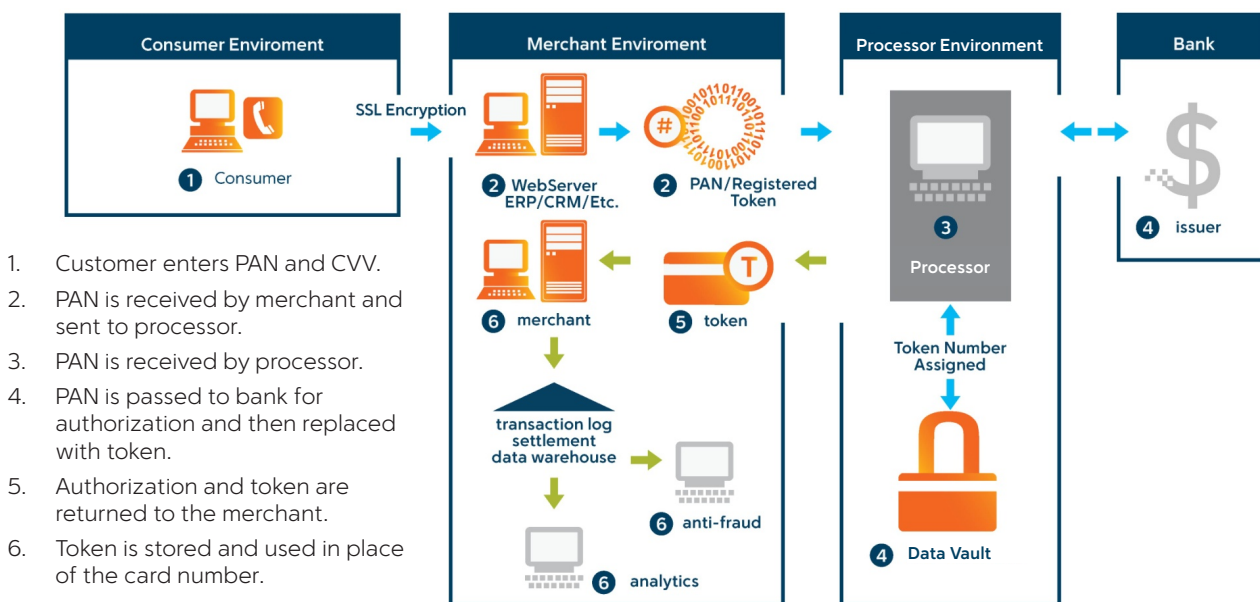 Consumer Enviroment
Merchant Enviroment
Processor Environment
Bank
SSL Encryption
1 Consumer
2 WebServer
ERP/CRM/Etc.
#
2 PAN/Registered
Token
3
Processor
4 issuer
6 merchant
T
5 token
Token Number
Assigned
transaction log
settlement
data warehouse
6 anti-fraud
6 analytics
4 Data Vault
1. Customer enters PAN and CVV.
2. PAN is received by merchant and
sent to processor.
3. PAN is received by processor.
4. PAN is passed to bank for
authorization and then replaced
with token.
5. Authorization and token are
returned to the merchant.
6. Token is stored and used in place
of the card number.